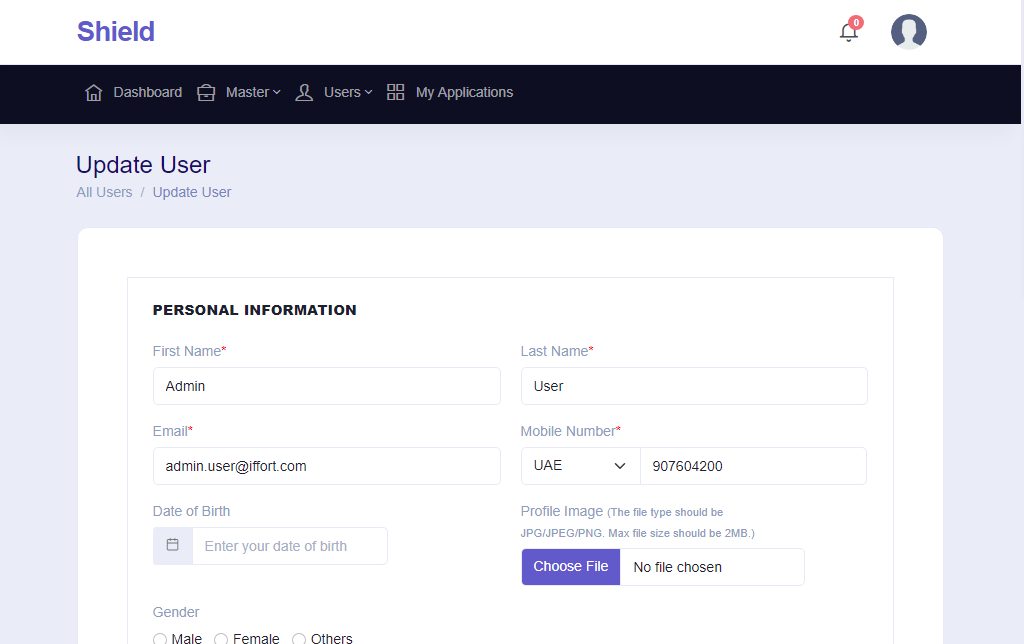 Shield
0
Dashboard Master Users My Applications
Update User
All Users / Update User
PERSONAL INFORMATION
First Name* Last Name*
Admin User
Email* Mobile Number*
admin.user@iffort.com UAE 907604200
Date of Birth Profile Image (The file type should be
JPG/JPEG/PNG. Max file size should be 2MB.)
Enter your date of birth
Choose File No file chosen
Gender
Male Female Others